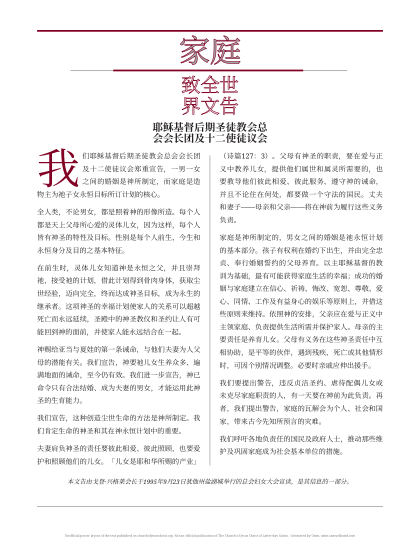 家庭
致全世
界文告
耶稣基督后期圣徒教会总
会会长团及十二使徒议会
我们耶稣基督后期圣徒教会总会会长团
及十二使徒议会郑重宣告，一男一女
之间的婚姻是神所制定，而家庭是造
物主为祂子女永恒目标所订计划的核心。
全人类，不论男女，都是照着神的形像所造。每个人
都是天上父母所心爱的灵体儿女，因为这样，每个人
皆有神圣的特性及目标。性别是每个人前生、今生和
永恒身分及目的之基本特征。
在前生时，灵体儿女知道神是永恒之父，并且崇拜
祂，接受祂的计划，借此计划得到骨肉身体，获取尘
世经验，迈向完全，终而达成神圣目标，成为永生的
继承者。这项神圣的幸福计划使家人的关系可以超越
死亡而永远延续。圣殿中的神圣教仪和圣约让人有可
能回到神的面前，并使家人能永远结合在一起。
神赐给亚当与夏娃的第一条诫命，与他们夫妻为人父
母的潜能有关。我们宣告，神要祂儿女生养众多、遍
满地面的诫命，至今仍有效。我们进一步宣告，神已
命令只有合法结婚、成为夫妻的男女，才能运用此神
圣的生育能力。
我们宣告，这种创造尘世生命的方法是神所制定。我
们肯定生命的神圣和其在神永恒计划中的重要。
夫妻肩负神圣的责任要彼此相爱、彼此照顾，也要爱
护和照顾他们的儿女。「儿女是耶和华所赐的产业」
（诗篇127：3）。父母有神圣的职责，要在爱与正
义中教养儿女，提供他们属世和属灵所需要的，也
要教导他们彼此相爱、彼此服务，遵守神的诫命，
并且不论住在何处，都要做一个守法的国民。丈夫
和妻子——母亲和父亲——将在神前为履行这些义务
负责。
家庭是神所制定的，男女之间的婚姻是祂永恒计划
的基本部分。孩子有权利在婚约下出生，并由完全忠
贞、奉行婚姻誓约的父母养育。以主耶稣基督的教
训为基础，最有可能获得家庭生活的幸福；成功的婚
姻与家庭建立在信心、祈祷、悔改、宽恕、尊敬、爱
心、同情、工作及有益身心的娱乐等原则上，并借这
些原则来维持。依照神的安排，父亲应在爱与正义中
主领家庭，负责提供生活所需并保护家人。母亲的主
要责任是养育儿女。父母有义务在这些神圣责任中互
相协助，是平等的伙伴，遇到残疾、死亡或其他情形
时，可因个别情况调整，必要时亲戚应伸出援手。
我们要提出警告，违反贞洁圣约、虐待配偶儿女或
未克尽家庭职责的人，有一天要在神前为此负责。再
者，我们提出警告，家庭的瓦解会为个人、社会和国
家，带来古今先知所预言的灾难。
我们呼吁各地负责任的国民及政府人士，推动那些维
护及巩固家庭成为社会基本单位的措施。
本文告由戈登·兴格莱会长于1995年9月23日犹他州盐湖城举行的总会妇女大会宣读，是其信息的一部分。